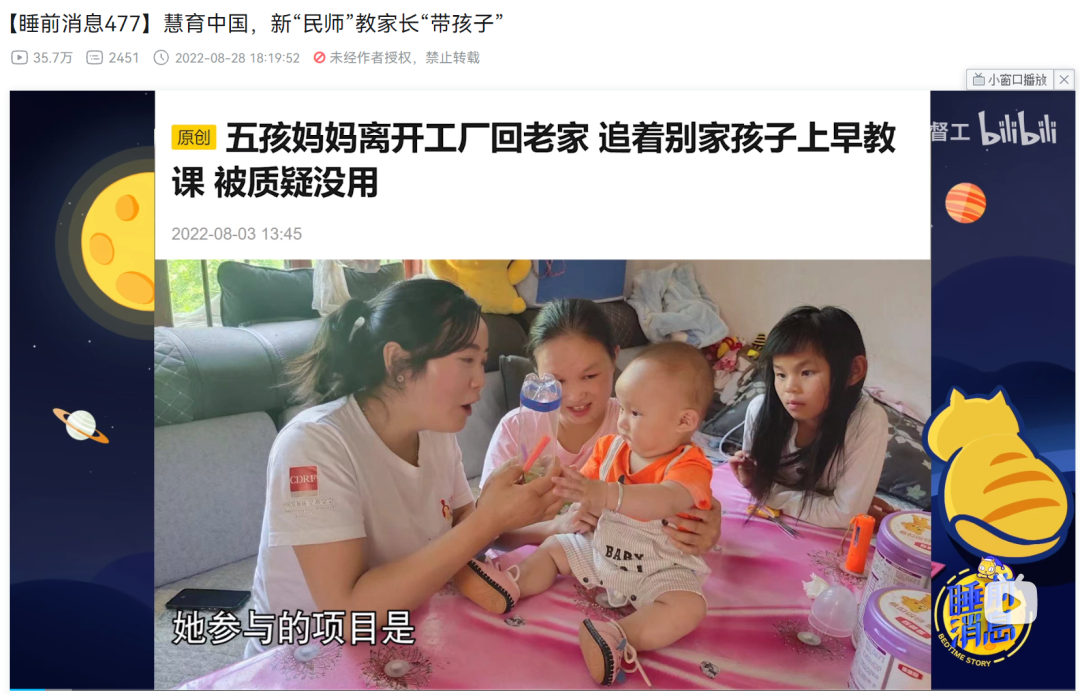 【睡前消息477】慧育中国，新“民师”教家长“带孩子”
35.7万 2451 2022-08-28 18:19:52 未经作者授权，禁止转载
小窗口播放
督工 bilibili
原创 五孩妈妈离开工厂回老家 追着别家孩子上早教
课 被质疑没用
2022-08-03 13:45
CDRF
BABY
她参与的项目是
睡前
消息
BEDTIME STORY